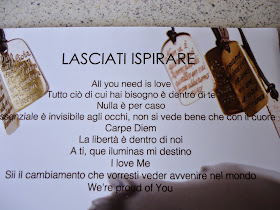 LASCIATI ISPIRARE
All you need is love
Tutto ciò di cui hai bisogno è dentro di te
Nulla è per caso
essenziale è invisibile agli occhi, non si vede bene che con il cuore
Carpe Diem
La libertà è dentro di noi
A ti, que iluminas mi destino
I love Me
Sii il cambiamento che vorresti veder avvenire nel mondo
We're proud of You